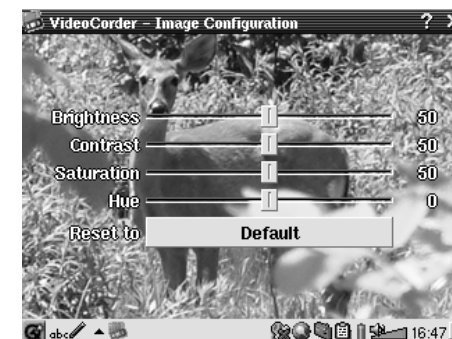 VideoCorder – Image Configuration ?
Brightness 50
Contrast 50
Saturation 50
Hue 0
Reset to Default
abc 16:47